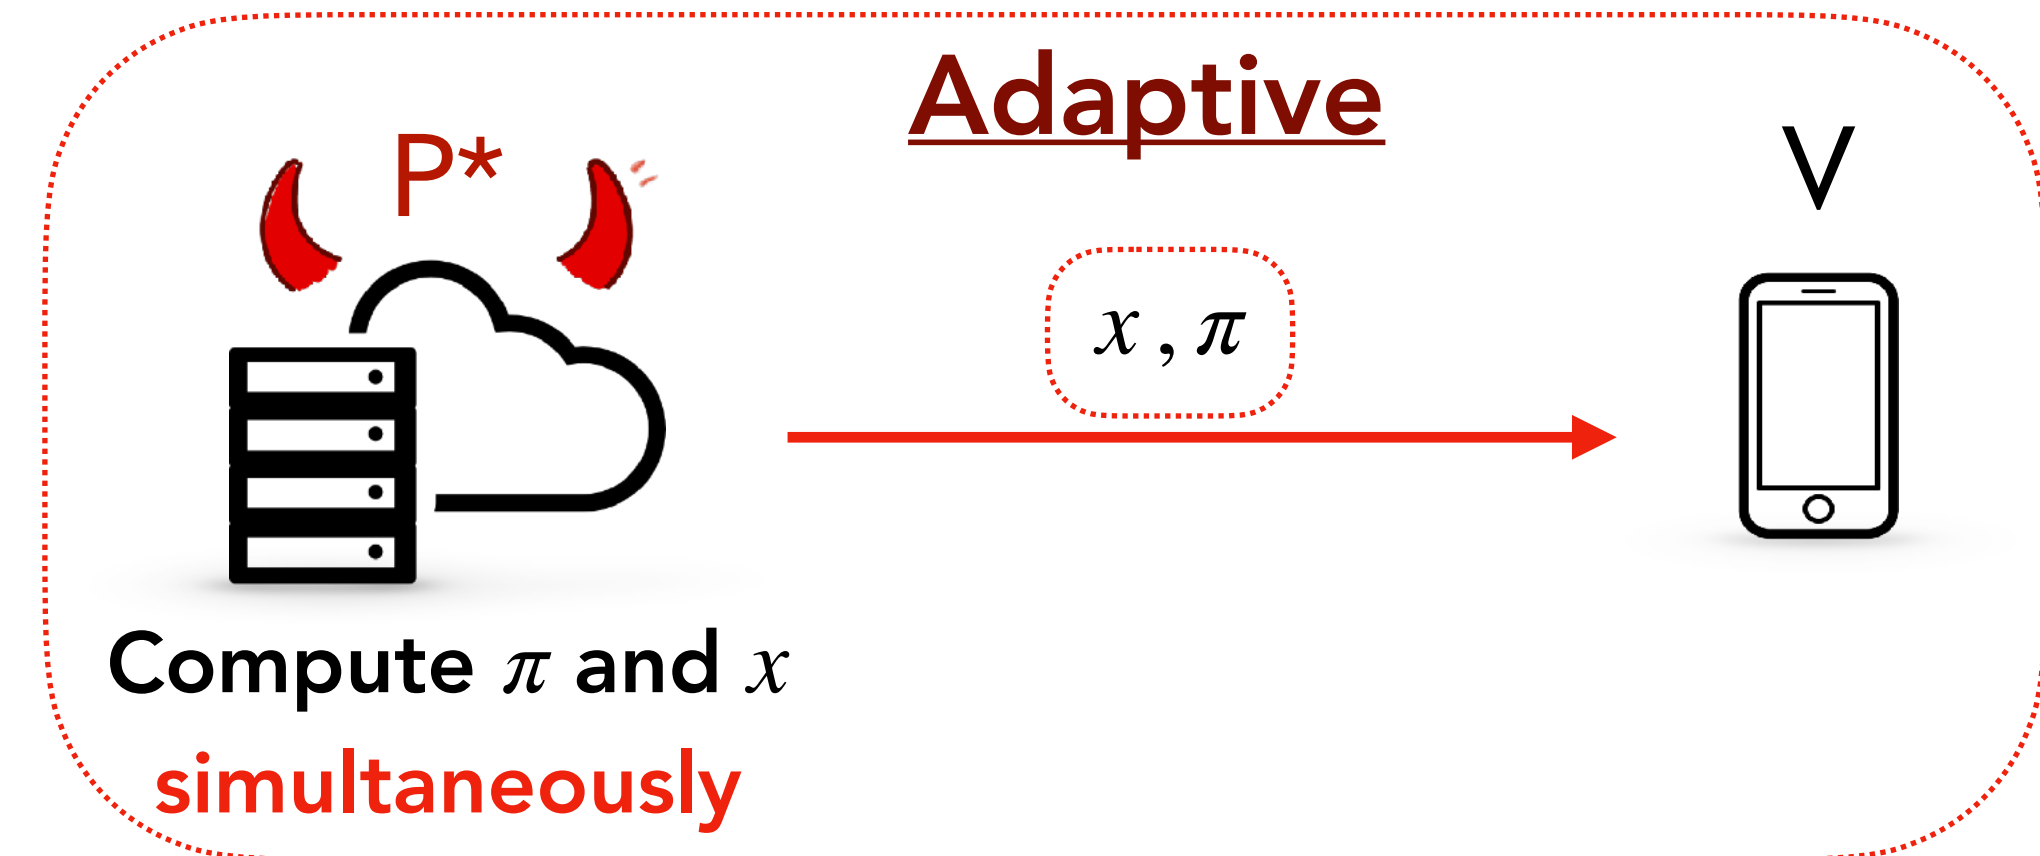 Adaptive
P*
V
x , π
Compute π and x
simultaneously